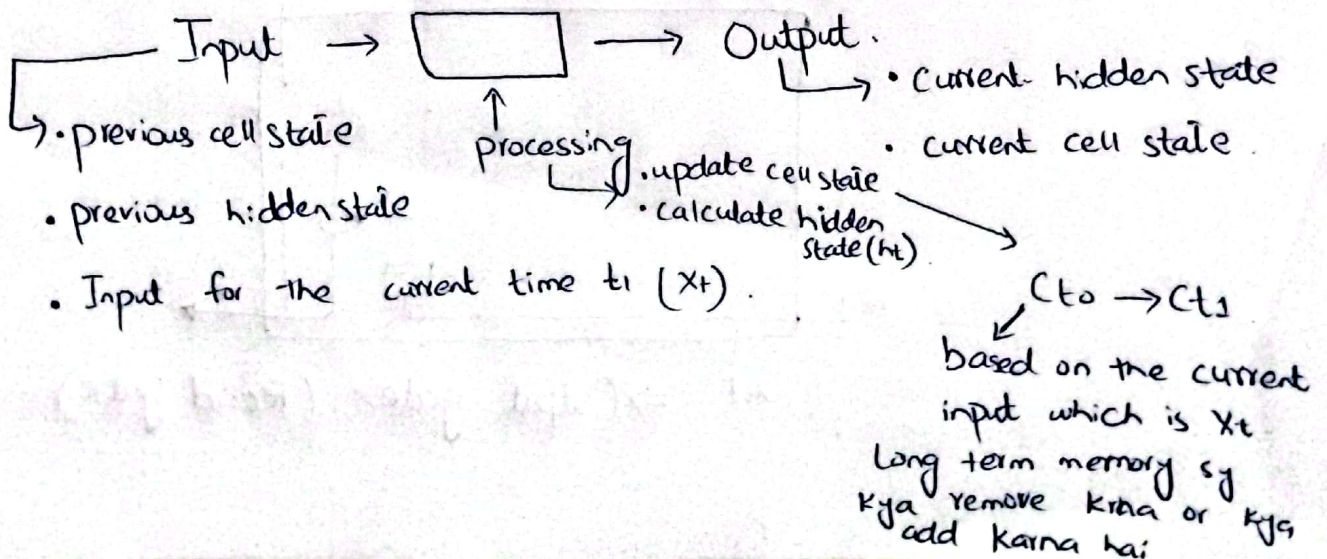 Input → → Output.
• previous cell state
• previous hidden state
• Input for the current time t1 (Xt).
processing
• update cell state
• calculate hidden
state (ht).
• current hidden state
• current cell state.
Ct0 → Ct1
based on the current
input which is Xt
Long term memory sy
kya remove krna or kya
add karna hai